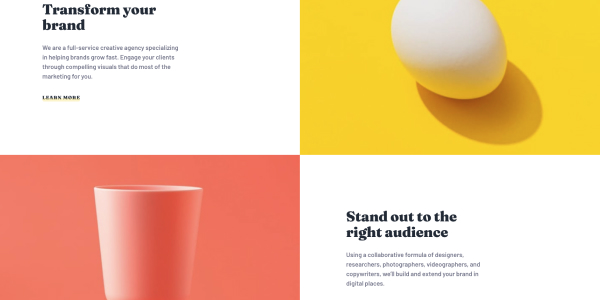 Transform your
brand
We are a full-service creative agency specializing
in helping brands grow fast. Engage your clients
through compelling visuals that do most of the
marketing for you.
LEARN MORE
Stand out to the
right audience
Using a collaborative formula of designers,
researchers, photographers, videographers, and
copywriters, we'll build and extend your brand in
digital places.